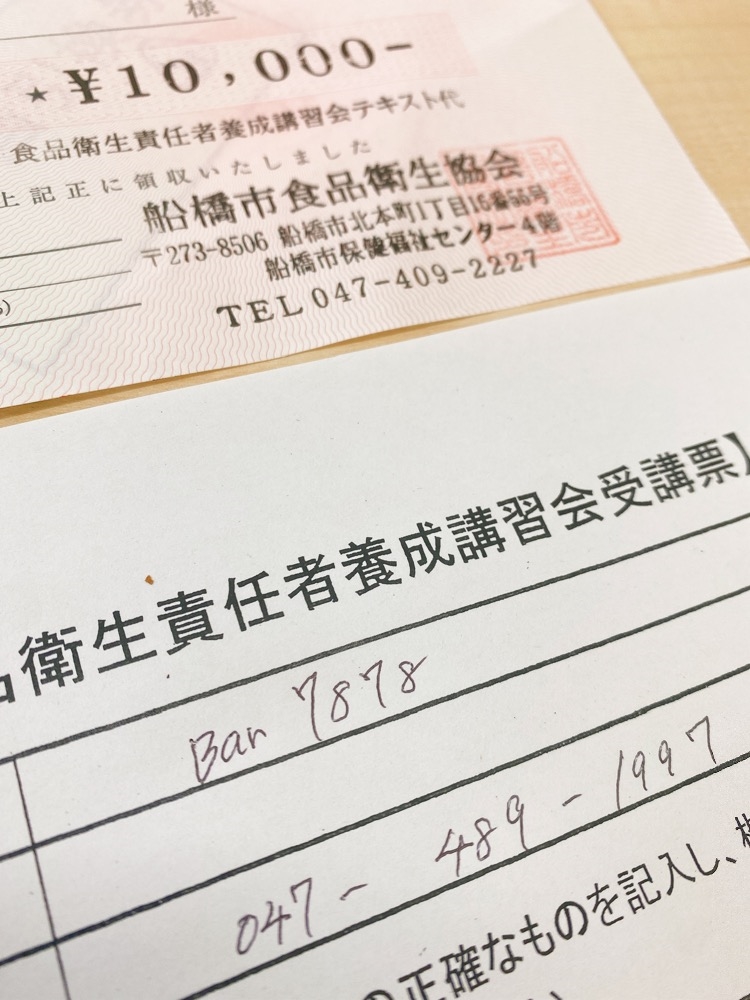 様
★ ¥10,000-
食品衛生責任者養成講習会テキスト代
上記正に領収いたしました
船橋市食品衛生協会
〒273-8506 船橋市北本町1丁目16番55号
船橋市保健福祉センター4階
TEL 047-409-2227
品衛生責任者養成講習会受講票】
Bar 7878
047- 489-1997
の正確なものを記入し、